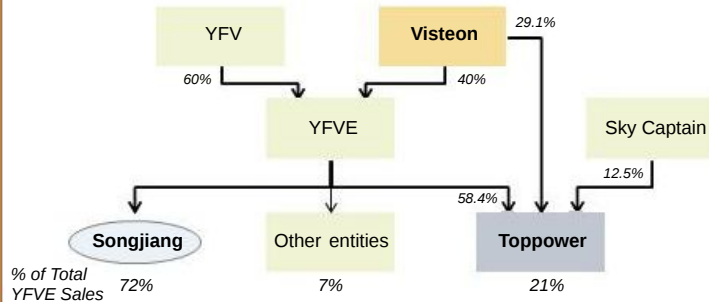 YFV
Visteon
29.1%
60%
40%
YFVE
Sky Captain
12.5%
58.4%
Songjiang
Other entities
Toppower
% of Total
YFVE Sales
72%
7%
21%